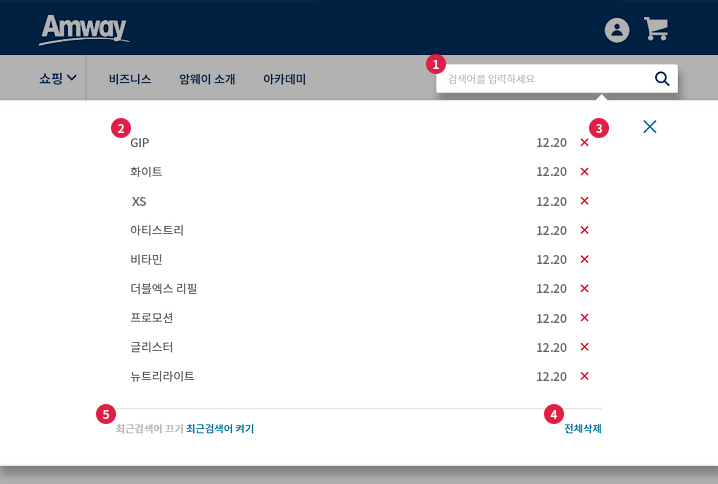 Amway
쇼핑 비즈니스 암웨이 소개 아카데미 1 검색어를 입력하세요
2 3
GIP 12.20
화이트 12.20
XS 12.20
아티스트리 12.20
비타민 12.20
더블엑스 리필 12.20
프로모션 12.20
글리스터 12.20
뉴트리라이트 12.20
5 4
최근검색어 끄기 최근검색어 켜기 전체삭제